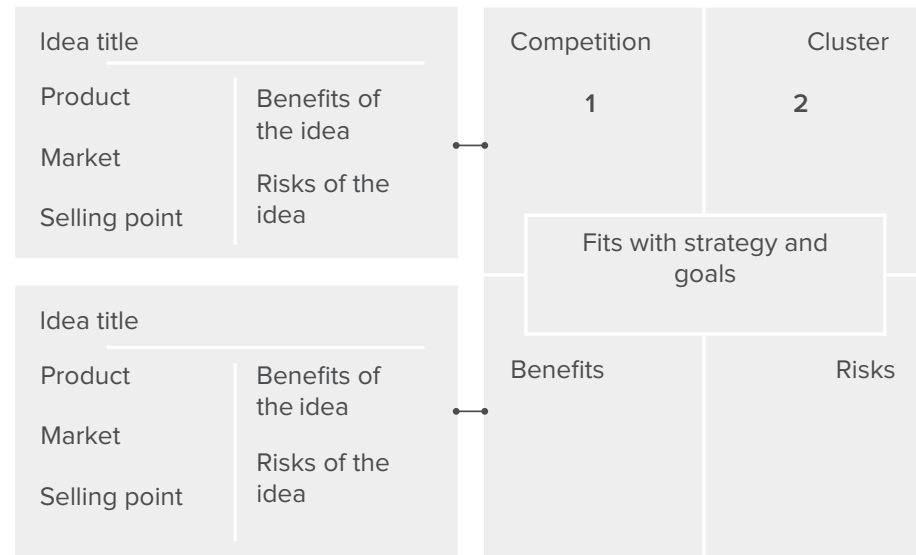 Idea title
Product
Market
Selling point
Benefits of
the idea
Risks of the
idea
Idea title
Product
Market
Selling point
Benefits of
the idea
Risks of the
idea
Competition
1
Cluster
2
Fits with strategy and
goals
Benefits
Risks